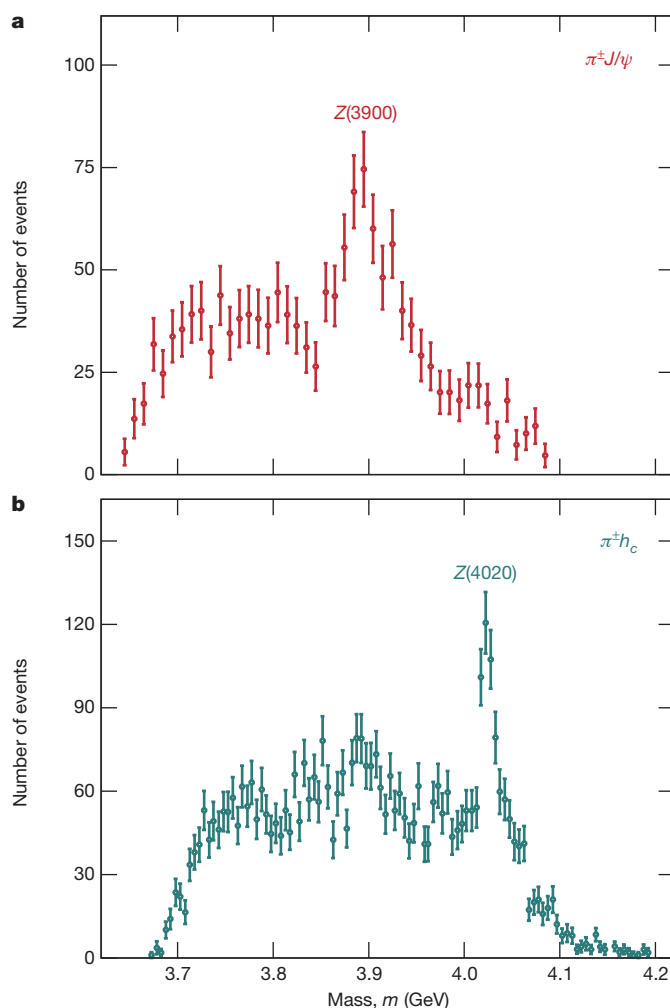 a
π±J/ψ
Z(3900)
Number of events
100
75
50
25
0
b
π±h_c
Z(4020)
Number of events
150
120
90
60
30
0
3.7 3.8 3.9 4.0 4.1 4.2
Mass, m (GeV)